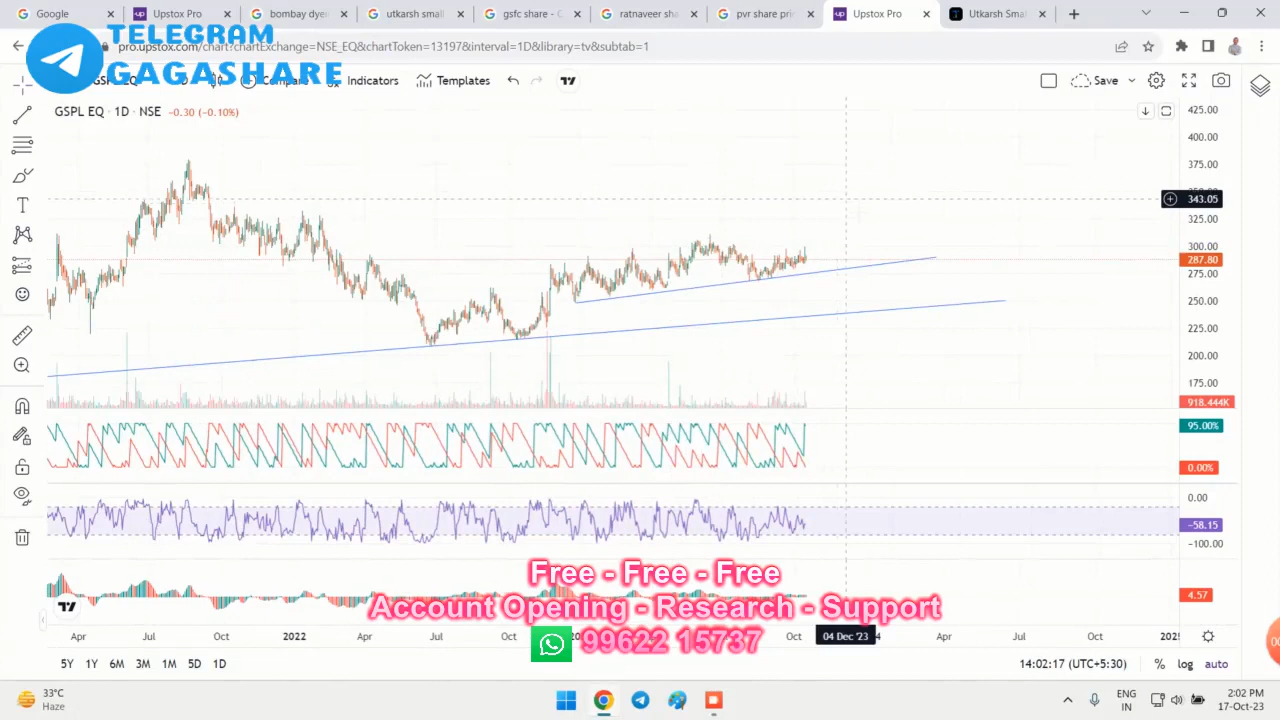 Google
Upstox Pro
bombay dye
utkarsh small
gsfc share - G
ratnaveer sha
pvr share pri
Upstox Pro
Utkarsh Smal
TELEGRAM
GAGASHARE
pro.upstox.com/chart?chartExchange=NSE_EQ&chartToken=13197&interval=1D&library=tv&subtab=1
Indicators
Templates
Save
GSPL EQ · 1D · NSE -0.30 (-0.10%)
425.00
400.00
375.00
343.05
325.00
300.00
287.80
275.00
250.00
225.00
200.00
175.00
918.444K
95.00%
0.00%
0.00
-58.15
-100.00
4.57
Free - Free - Free
Account Opening - Research - Support
99622 15737
Apr
Jul
Oct
2022
Apr
Jul
Oct
Oct
04 Dec '23
Apr
Jul
Oct
5Y 1Y 6M 3M 1M 5D 1D
14:02:17 (UTC+5:30)
% log auto
33°C
Haze
ENG
IN
2:02 PM
17-Oct-23